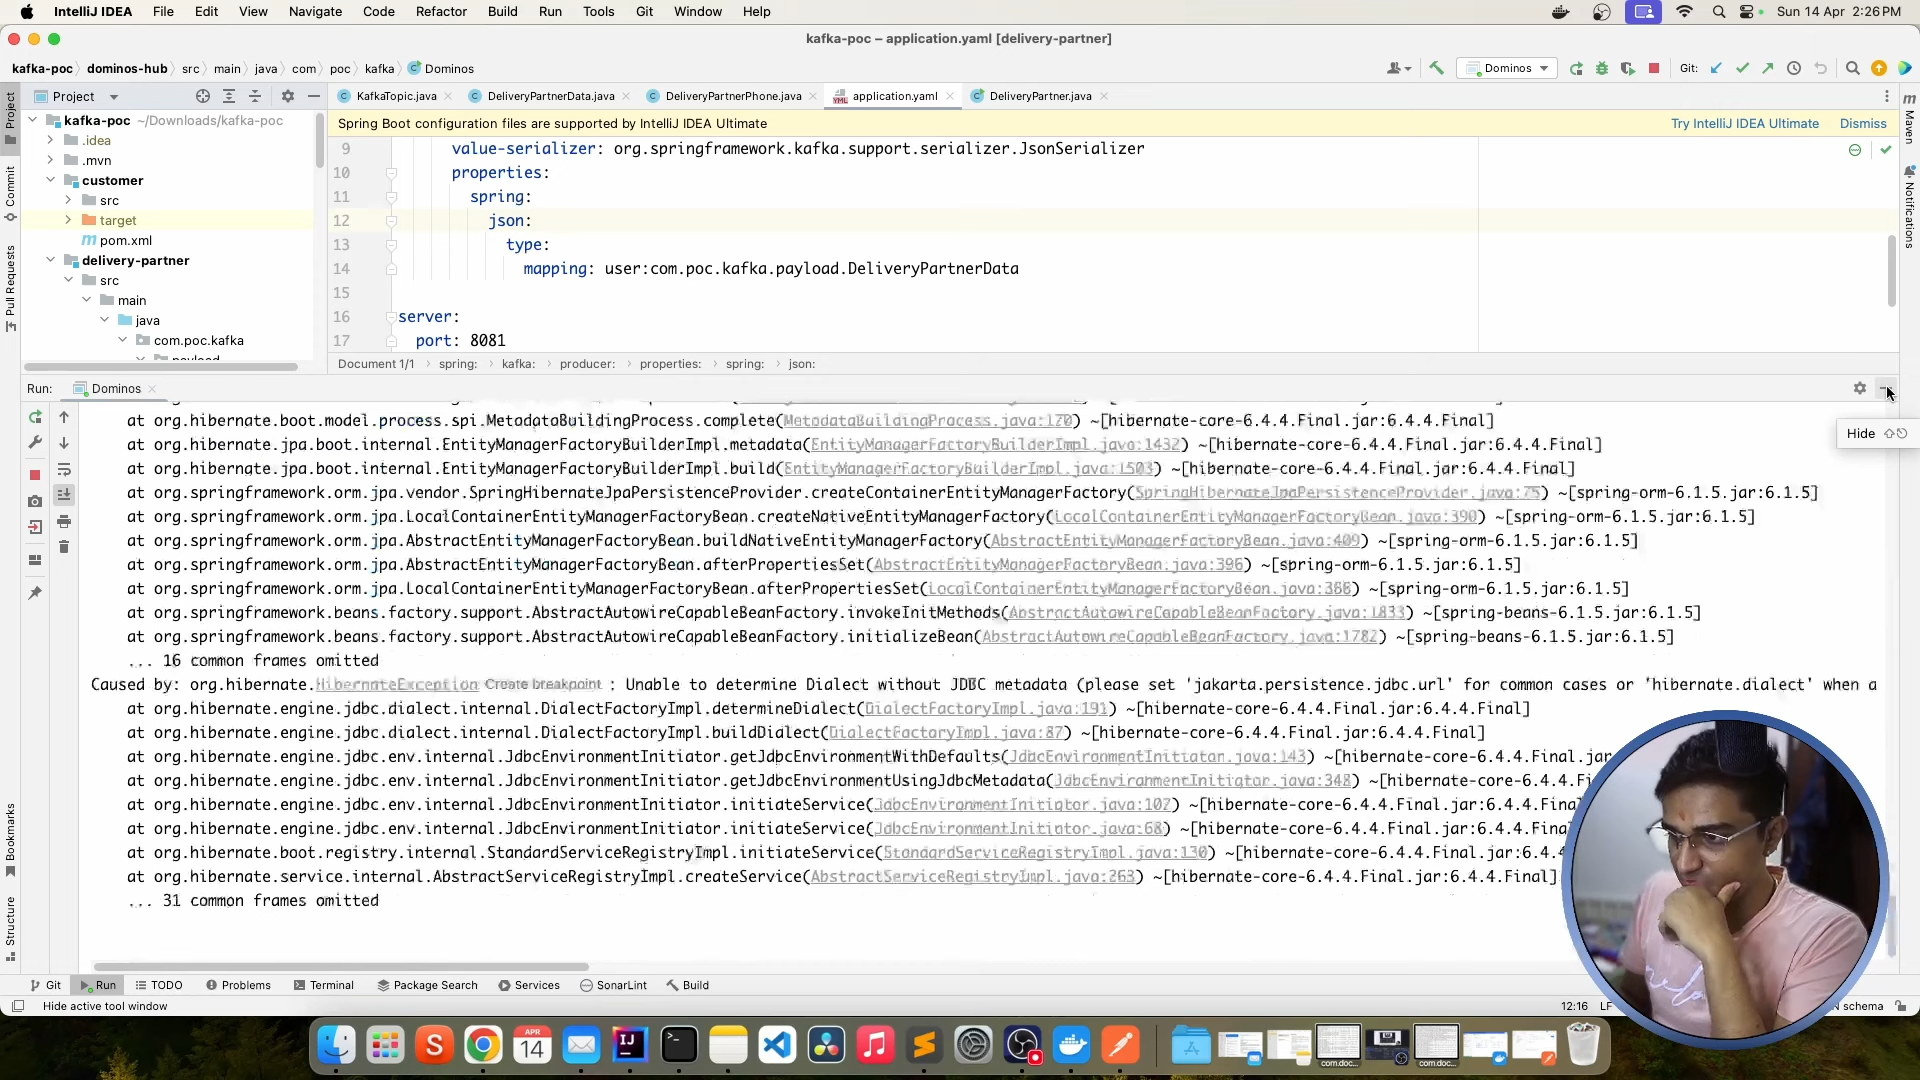 IntelliJ IDEA File Edit View Navigate Code Refactor Build Run Tools Git Window Help Sun 14 Apr 2:26 PM
kafka-poc – application.yaml [delivery-partner]
kafka-poc dominos-hub src main java com poc kafka Dominos Dominos Git:
Project KafkaTopic.java DeliveryPartnerData.java DeliveryPartnerPhone.java application.yaml DeliveryPartner.java
Spring Boot configuration files are supported by IntelliJ IDEA Ultimate Try IntelliJ IDEA Ultimate Dismiss
kafka-poc ~/Downloads/kafka-poc
.idea
.mvn
customer
src
target
pom.xml
delivery-partner
src
main
java
com.poc.kafka
payload
9 value-serializer: org.springframework.kafka.support.serializer.JsonSerializer
10 properties:
11 spring:
12 json:
13 type:
14 mapping: user:com.poc.kafka.payload.DeliveryPartnerData
15
16 server:
17 port: 8081
Document 1/1 spring: kafka: producer: properties: spring: json:
Project
Commit
Pull Requests
Bookmarks
Structure
Maven
Notifications
Run: Dominos
Hide
at org.hibernate.boot.model.process.spi.MetadataBuildingProcess.complete(MetadataBuildingProcess.java:170) ~[hibernate-core-6.4.4.Final.jar:6.4.4.Final]
at org.hibernate.jpa.boot.internal.EntityManagerFactoryBuilderImpl.metadata(EntityManagerFactoryBuilderImpl.java:1432) ~[hibernate-core-6.4.4.Final.jar:6.4.4.Final]
at org.hibernate.jpa.boot.internal.EntityManagerFactoryBuilderImpl.build(EntityManagerFactoryBuilderImpl.java:1503) ~[hibernate-core-6.4.4.Final.jar:6.4.4.Final]
at org.springframework.orm.jpa.vendor.SpringHibernateJpaPersistenceProvider.createContainerEntityManagerFactory(SpringHibernateJpaPersistenceProvider.java:75) ~[spring-orm-6.1.5.jar:6.1.5]
at org.springframework.orm.jpa.LocalContainerEntityManagerFactoryBean.createNativeEntityManagerFactory(LocalContainerEntityManagerFactoryBean.java:390) ~[spring-orm-6.1.5.jar:6.1.5]
at org.springframework.orm.jpa.AbstractEntityManagerFactoryBean.buildNativeEntityManagerFactory(AbstractEntityManagerFactoryBean.java:409) ~[spring-orm-6.1.5.jar:6.1.5]
at org.springframework.orm.jpa.AbstractEntityManagerFactoryBean.afterPropertiesSet(AbstractEntityManagerFactoryBean.java:396) ~[spring-orm-6.1.5.jar:6.1.5]
at org.springframework.orm.jpa.LocalContainerEntityManagerFactoryBean.afterPropertiesSet(LocalContainerEntityManagerFactoryBean.java:366) ~[spring-orm-6.1.5.jar:6.1.5]
at org.springframework.beans.factory.support.AbstractAutowireCapableBeanFactory.invokeInitMethods(AbstractAutowireCapableBeanFactory.java:1833) ~[spring-beans-6.1.5.jar:6.1.5]
at org.springframework.beans.factory.support.AbstractAutowireCapableBeanFactory.initializeBean(AbstractAutowireCapableBeanFactory.java:1782) ~[spring-beans-6.1.5.jar:6.1.5]
... 16 common frames omitted
Caused by: org.hibernate.HibernateException Create breakpoint : Unable to determine Dialect without JDBC metadata (please set 'jakarta.persistence.jdbc.url' for common cases or 'hibernate.dialect' when a
at org.hibernate.engine.jdbc.dialect.internal.DialectFactoryImpl.determineDialect(DialectFactoryImpl.java:191) ~[hibernate-core-6.4.4.Final.jar:6.4.4.Final]
at org.hibernate.engine.jdbc.dialect.internal.DialectFactoryImpl.buildDialect(DialectFactoryImpl.java:87) ~[hibernate-core-6.4.4.Final.jar:6.4.4.Final]
at org.hibernate.engine.jdbc.env.internal.JdbcEnvironmentInitiator.getJdbcEnvironmentWithDefaults(JdbcEnvironmentInitiator.java:143) ~[hibernate-core-6.4.4.Final.jar
at org.hibernate.engine.jdbc.env.internal.JdbcEnvironmentInitiator.getJdbcEnvironmentUsingJdbcMetadata(JdbcEnvironmentInitiator.java:348) ~[hibernate-core-6.4.4.Fi
at org.hibernate.engine.jdbc.env.internal.JdbcEnvironmentInitiator.initiateService(JdbcEnvironmentInitiator.java:107) ~[hibernate-core-6.4.4.Final.jar:6.4.4.Fina
at org.hibernate.engine.jdbc.env.internal.JdbcEnvironmentInitiator.initiateService(JdbcEnvironmentInitiator.java:68) ~[hibernate-core-6.4.4.Final.jar:6.4.4.Final
at org.hibernate.boot.registry.internal.StandardServiceRegistryImpl.initiateService(StandardServiceRegistryImpl.java:130) ~[hibernate-core-6.4.4.Final.jar:6.4.4
at org.hibernate.service.internal.AbstractServiceRegistryImpl.createService(AbstractServiceRegistryImpl.java:263) ~[hibernate-core-6.4.4.Final.jar:6.4.4.Final]
... 31 common frames omitted
Git Run TODO Problems Terminal Package Search Services SonarLint Build
Hide active tool window 12:16 LF schema
APR
14